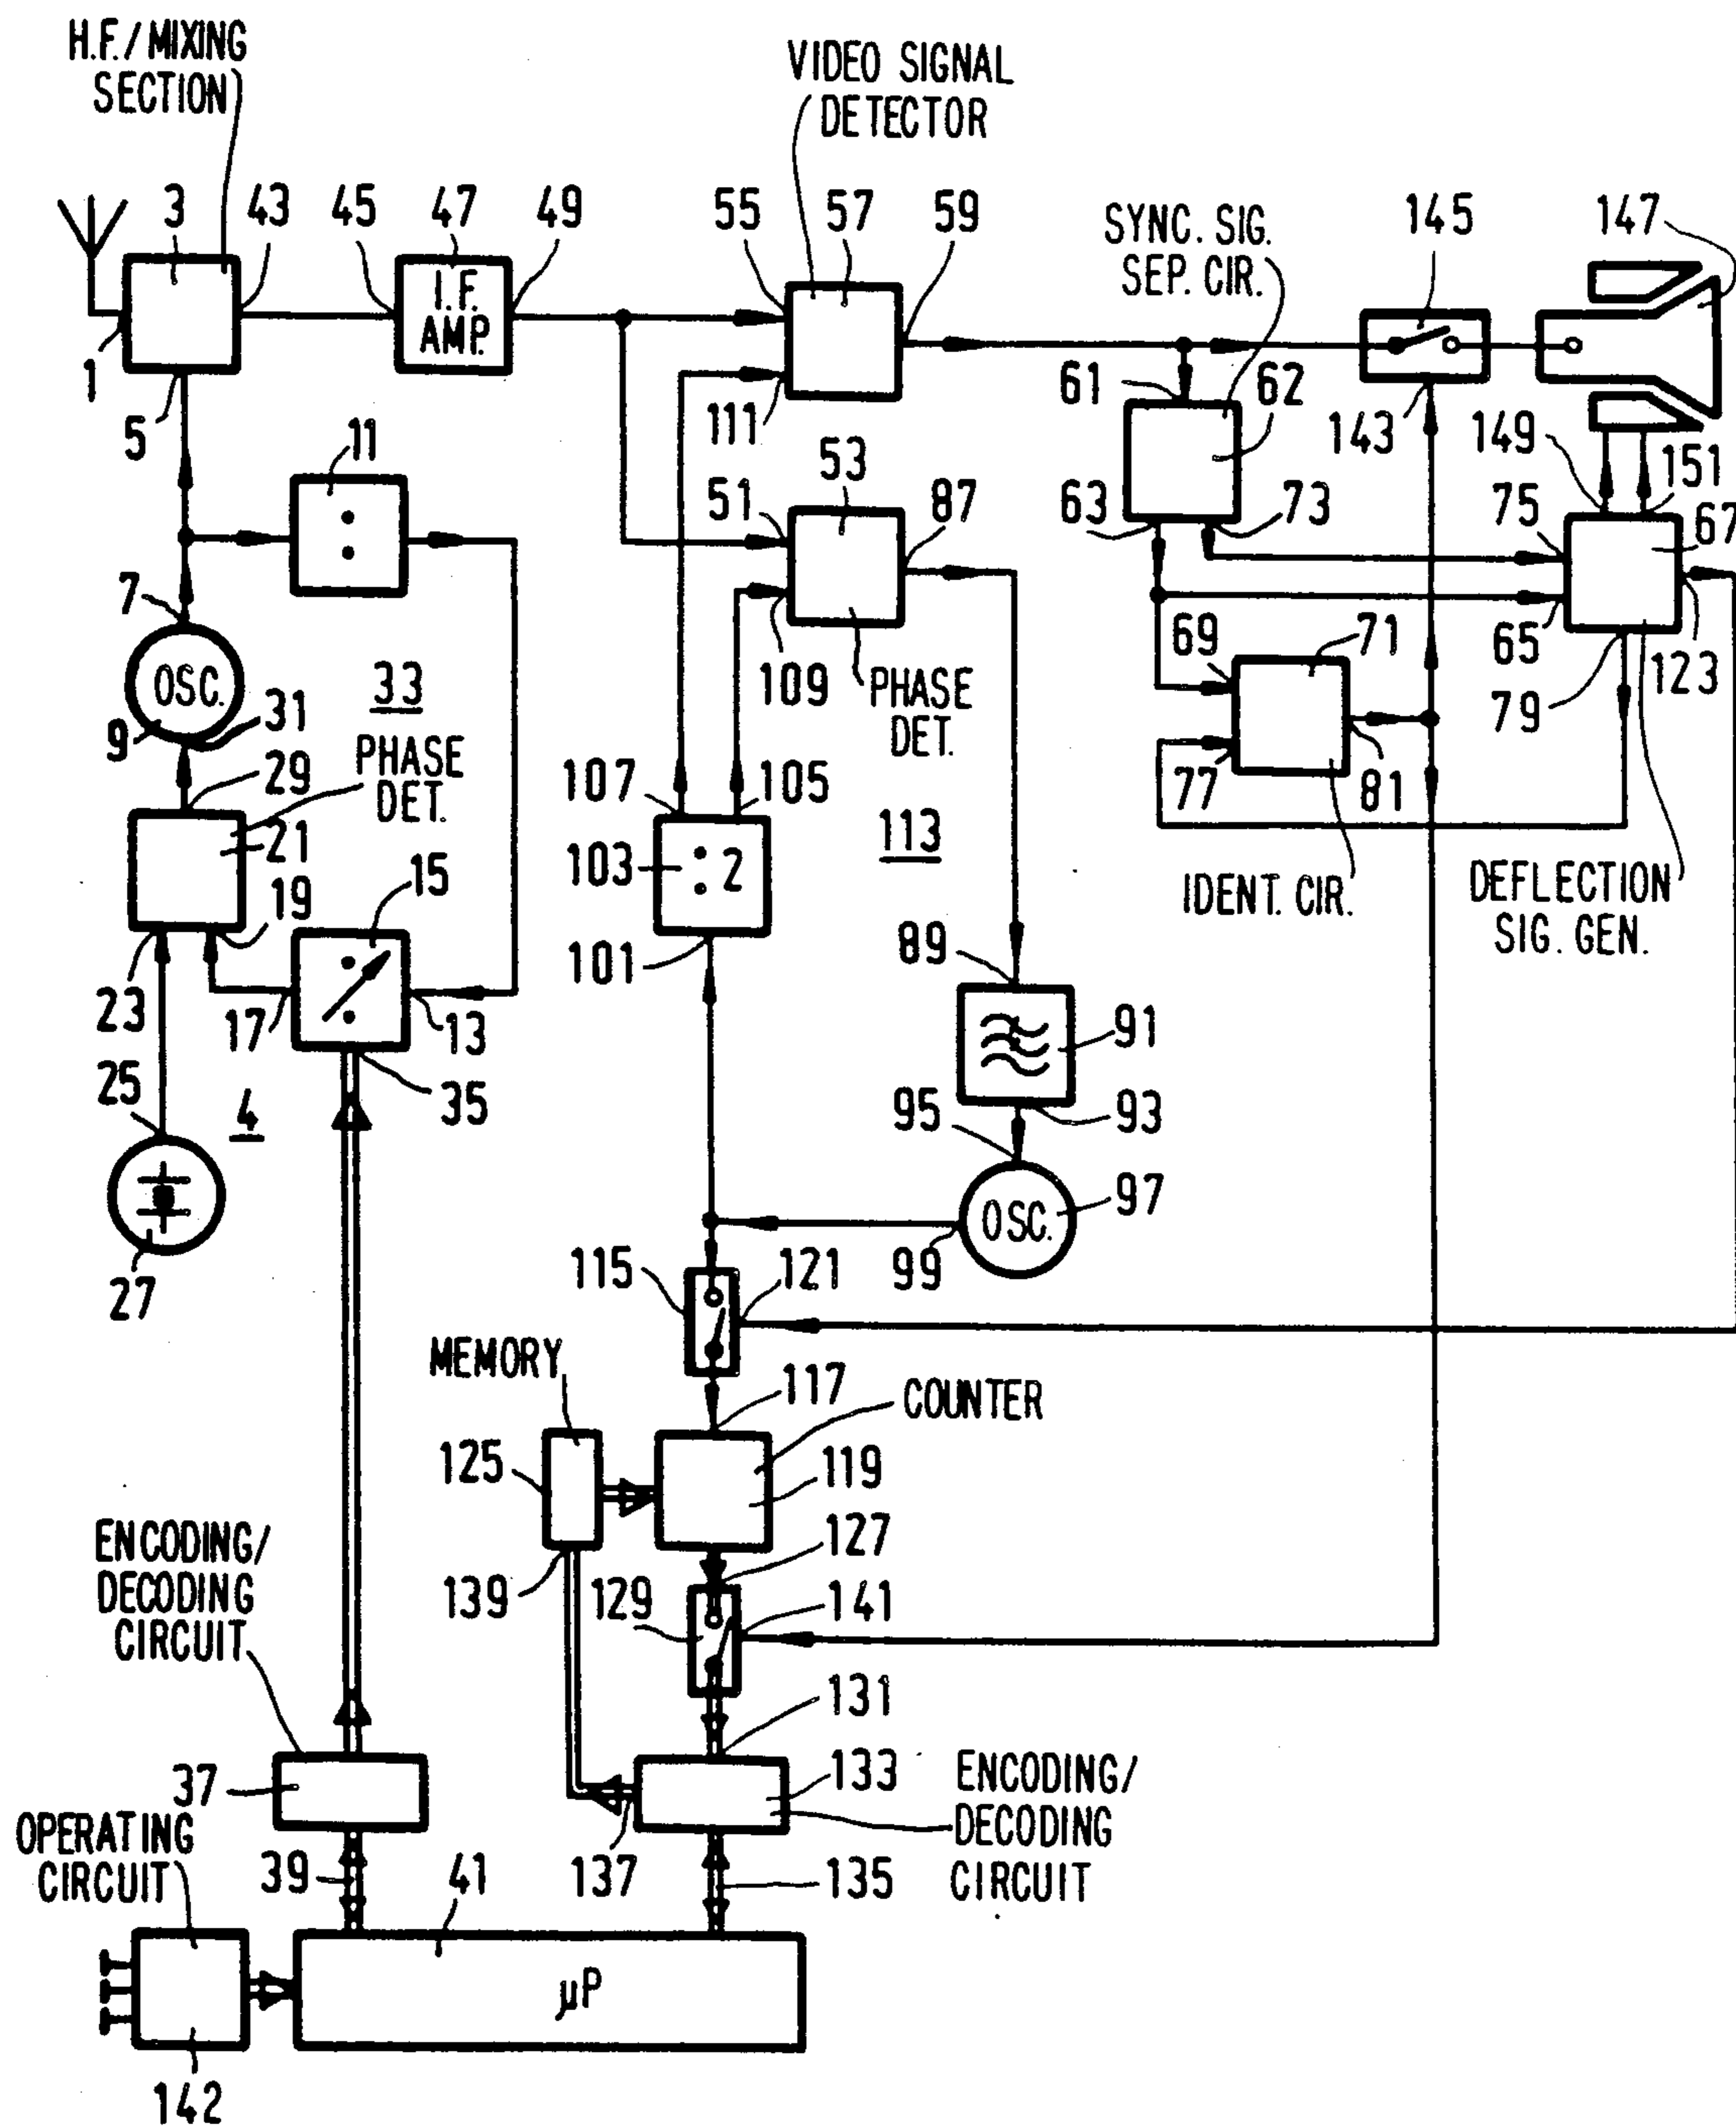 H.F./MIXING
SECTION
VIDEO SIGNAL
DETECTOR
3
43
45
47
49
55
57
59
SYNC. SIG.
SEP. CIR.
145
147
I.F.
AMP.
1
5
111
61
62
143
149
151
11
53
51
87
63
73
75
67
7
OSC.
33
9
31
109
PHASE
DET.
69
71
65
123
79
29
PHASE
DET.
107
105
113
77
81
21
103
: 2
IDENT. CIR.
DEFLECTION
SIG. GEN.
19
15
101
89
23
17
13
91
25
4
35
95
93
27
OSC.
97
99
115
121
MEMORY
117
COUNTER
125
119
ENCODING/
DECODING
CIRCUIT
127
139
129
141
131
37
133
ENCODING/
DECODING
CIRCUIT
OPERATING
CIRCUIT
39
41
137
135
µP
142